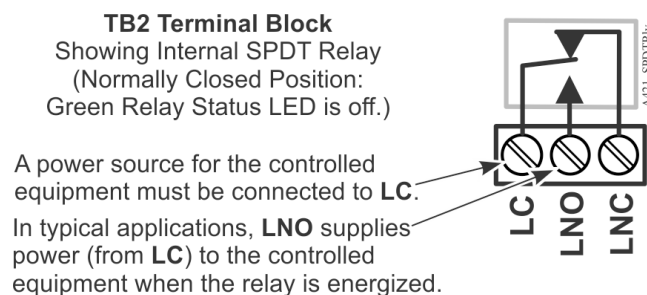 TB2 Terminal Block
Showing Internal SPDT Relay
(Normally Closed Position:
Green Relay Status LED is off.)
A power source for the controlled
equipment must be connected to LC.
In typical applications, LNO supplies
power (from LC) to the controlled
equipment when the relay is energized.
LC
LNO
LNC